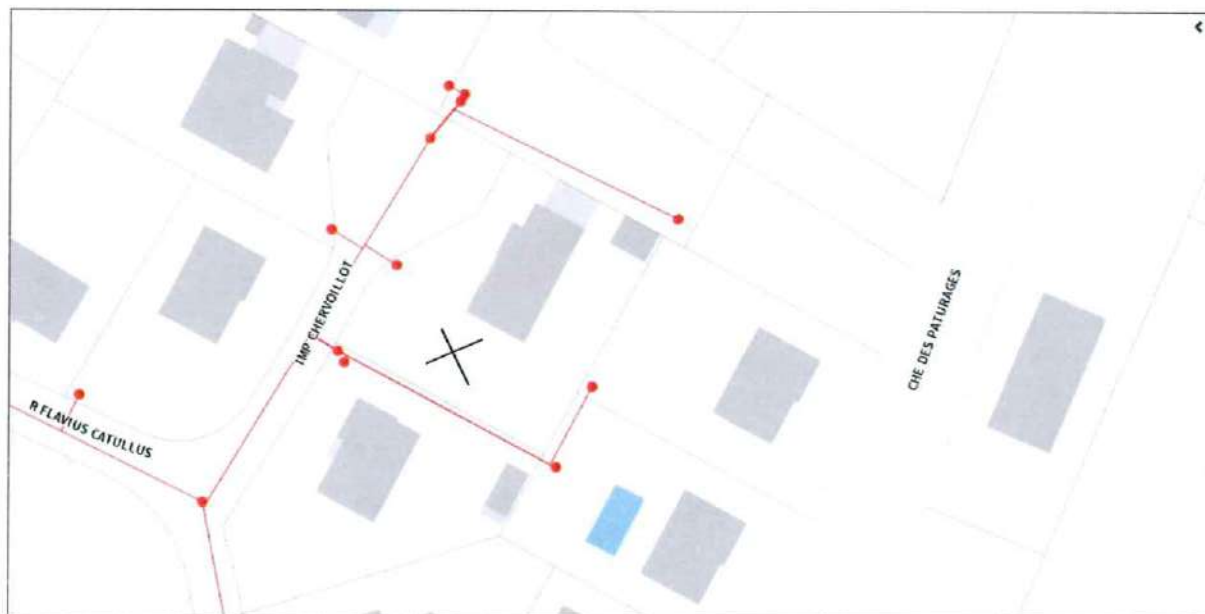 IMP CHERVOILLOT
CHE DES PATURAGES
R FLAVIUS CATULLUS